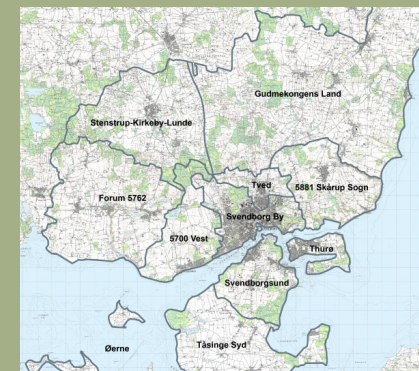 Gudmekongens Land
Stenstrup-Kirkeby-Lunde
Tved
5881 Skårup Sogn
Forum 5762
Svendborg By
5700 Vest
Thurø
Svendborgsund
Tåsinge Syd
Øerne